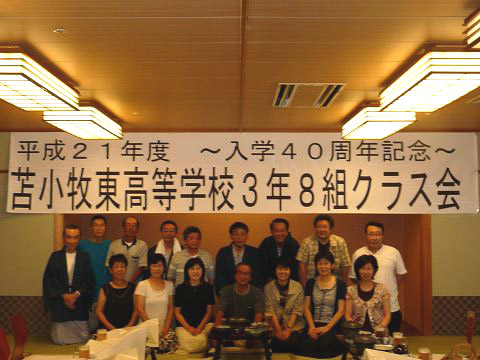 平成２１年度　～入学４０周年記念～
苫小牧東高等学校３年８組クラス会